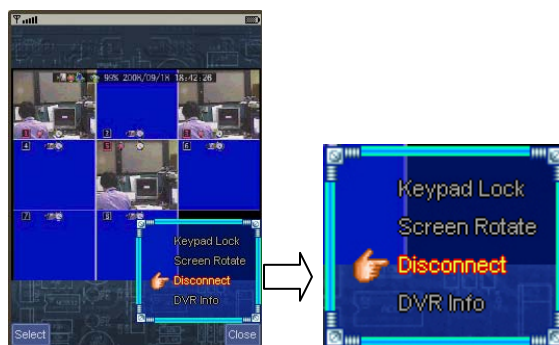 99% 2008/09/18 18:42:26
1 2 3
4 5 6
7 8
Keypad Lock
Screen Rotate
Disconnect
DVR Info
Select Close
Keypad Lock
Screen Rotate
Disconnect
DVR Info